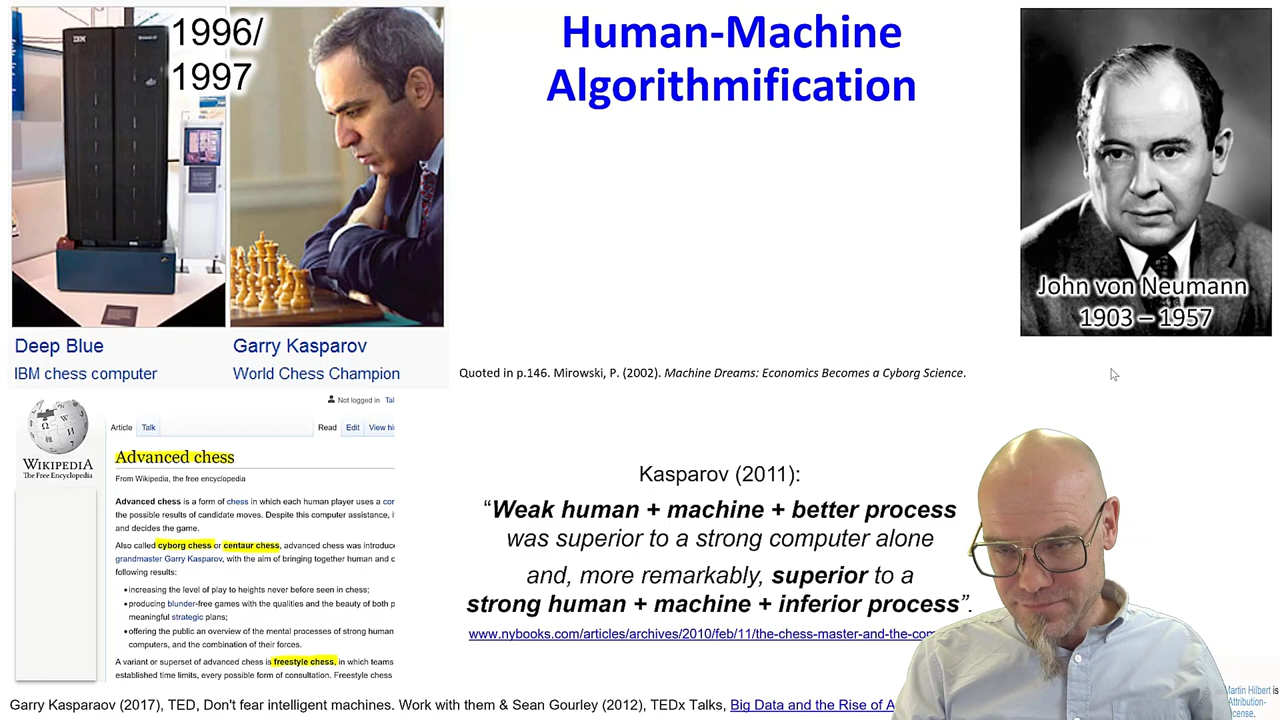 1996/
1997
IBM
Deep Blue
IBM chess computer
Garry Kasparov
World Chess Champion
Human-Machine
Algorithmification
John von Neumann
1903 – 1957
Quoted in p.146. Mirowski, P. (2002). Machine Dreams: Economics Becomes a Cyborg Science.
WIKIPEDIA
The Free Encyclopedia
Not logged in Tal
Article Talk Read Edit View hi
Advanced chess
From Wikipedia, the free encyclopedia
Advanced chess is a form of chess in which each human player uses a cor
the possible results of candidate moves. Despite this computer assistance, i
and decides the game.
Also called cyborg chess or centaur chess, advanced chess was introduc
grandmaster Garry Kasparov, with the aim of bringing together human and c
following results:
•increasing the level of play to heights never before seen in chess;
•producing blunder-free games with the qualities and the beauty of both p
meaningful strategic plans;
•offering the public an overview of the mental processes of strong human
computers, and the combination of their forces.
A variant or superset of advanced chess is freestyle chess, in which teams
established time limits, every possible form of consultation. Freestyle chess
Kasparov (2011):
“Weak human + machine + better process
was superior to a strong computer alone
and, more remarkably, superior to a
strong human + machine + inferior process”.
www.nybooks.com/articles/archives/2010/feb/11/the-chess-master-and-the-com
Garry Kasparov (2017), TED, Don't fear intelligent machines. Work with them & Sean Gourley (2012), TEDx Talks, Big Data and the Rise of A
Martin Hilbert is
Attribution-
cense.